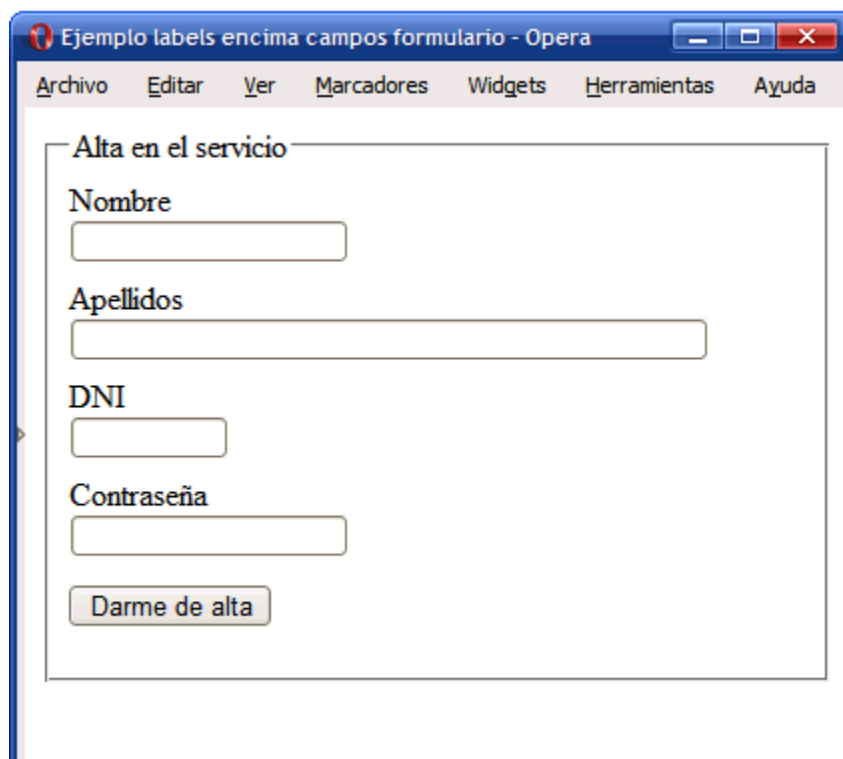 Ejemplo labels encima campos formulario - Opera
Archivo Editar Ver Marcadores Widgets Herramientas Ayuda
Alta en el servicio
Nombre
Apellidos
DNI
Contraseña
Darme de alta